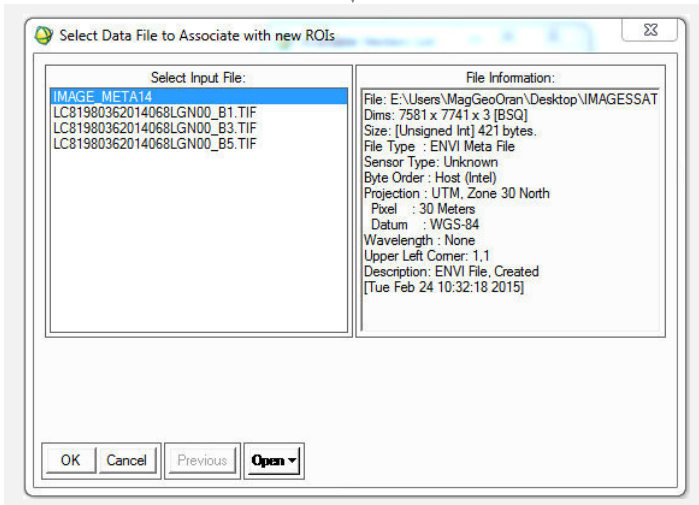 Select Data File to Associate with new ROIs
Select Input File:
IMAGE_META14
LC81980362014068LGN00_B1.TIF
LC81980362014068LGN00_B3.TIF
LC81980362014068LGN00_B5.TIF
File Information:
File: E:\Users\MagGeoOran\Desktop\IMAGESSAT
Dims: 7581 x 7741 x 3 [BSQ]
Size: [Unsigned Int] 421 bytes.
File Type : ENVI Meta File
Sensor Type: Unknown
Byte Order : Host (Intel)
Projection : UTM, Zone 30 North
Pixel : 30 Meters
Datum : WGS-84
Wavelength : None
Upper Left Corner: 1,1
Description: ENVI File, Created
[Tue Feb 24 10:32:18 2015]
OK
Cancel
Previous
Open